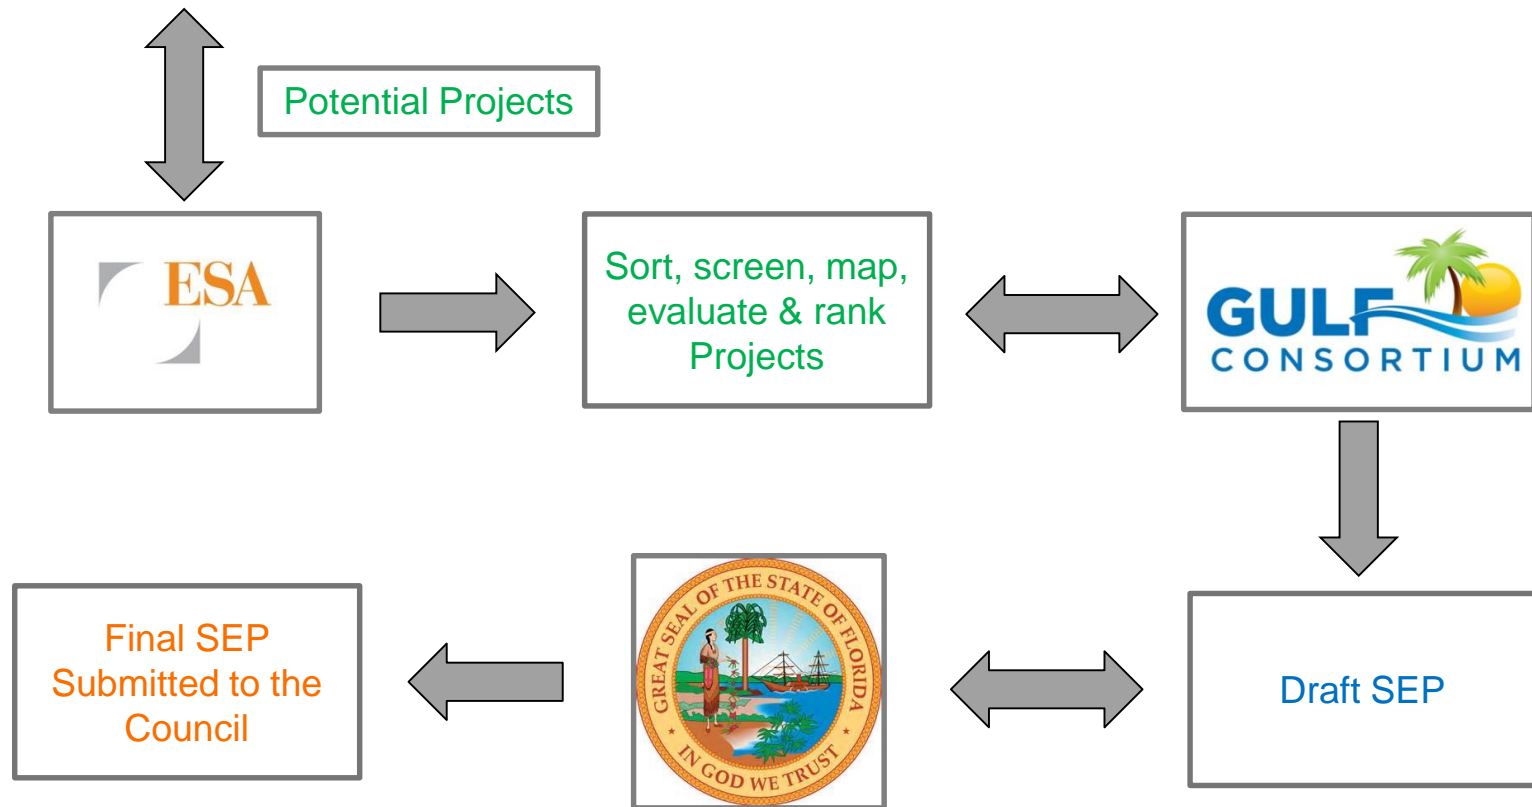 Potential Projects
ESA
Sort, screen, map,
evaluate & rank
Projects
GULF
CONSORTIUM
Final SEP
Submitted to the
Council
GREAT SEAL OF THE STATE OF FLORIDA
IN GOD WE TRUST
Draft SEP